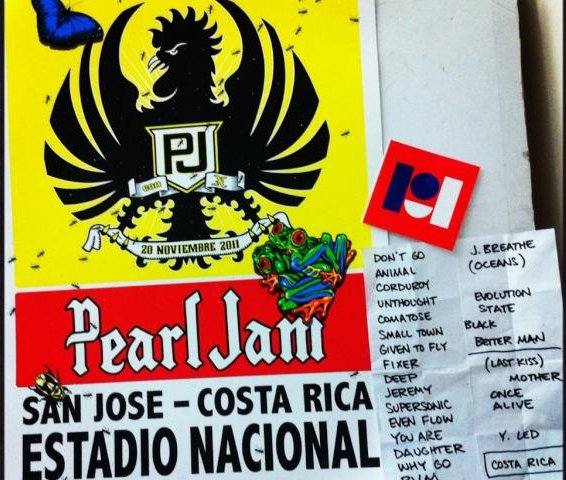 PJ
CON
X
20 NOVIEMBRE 2011
Pearl Jam
SAN JOSE – COSTA RICA
ESTADIO NACIONAL
PJ
DON'T GO
ANIMAL
CORDUROY
UNTHOUGHT
COMATOSE
SMALL TOWN
GIVEN TO FLY
FIXER
DEEP
JEREMY
SUPERSONIC
EVEN FLOW
YOU ARE
DAUGHTER
WHY GO
J. BREATHE
(OCEANS)
EVOLUTION
STATE
BLACK
BETTER MAN
(LAST KISS)
MOTHER
ONCE
ALIVE
Y. LED
COSTA RICA